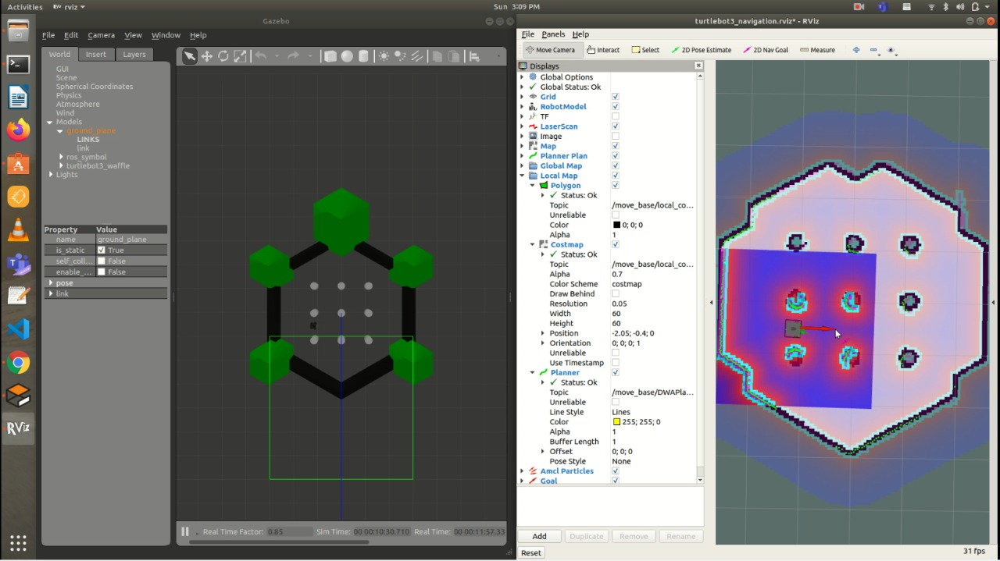 Activities
RViz rviz
Sun 3:09 PM
Gazebo
File Edit Camera View Window Help
World Insert Layers
GUI
Scene
Spherical Coordinates
Physics
Atmosphere
Wind
Models
ground_plane
LINKS
link
ros_symbol
turtlebot3_waffle
Lights
Property Value
name ground_plane
is_static True
self_coll... False
enable_... False
pose
link
Real Time Factor: 0.85 Sim Time: 00 00:10:30.710 Real Time: 00 00:11:57.33
RViz
turtlebot3_navigation.rviz* - RViz
File Panels Help
Move Camera Interact Select 2D Pose Estimate 2D Nav Goal Measure
Displays
Global Options
Global Status: Ok
Grid
RobotModel
TF
LaserScan
Image
Map
Planner Plan
Global Map
Local Map
Polygon
Status: Ok
Topic /move_base/local_co...
Unreliable
Color 0; 0; 0
Alpha 1
Costmap
Status: Ok
Topic /move_base/local_co...
Alpha 0.7
Color Scheme costmap
Draw Behind
Resolution 0.05
Width 60
Height 60
Position -2.05; -0.4; 0
Orientation 0; 0; 0; 1
Unreliable
Use Timestamp
Planner
Status: Ok
Topic /move_base/DWAPla...
Unreliable
Line Style Lines
Color 255; 255; 0
Alpha 1
Buffer Length 1
Offset 0; 0; 0
Pose Style None
Amcl Particles
Goal
Add Duplicate Remove Rename
Reset
31 fps